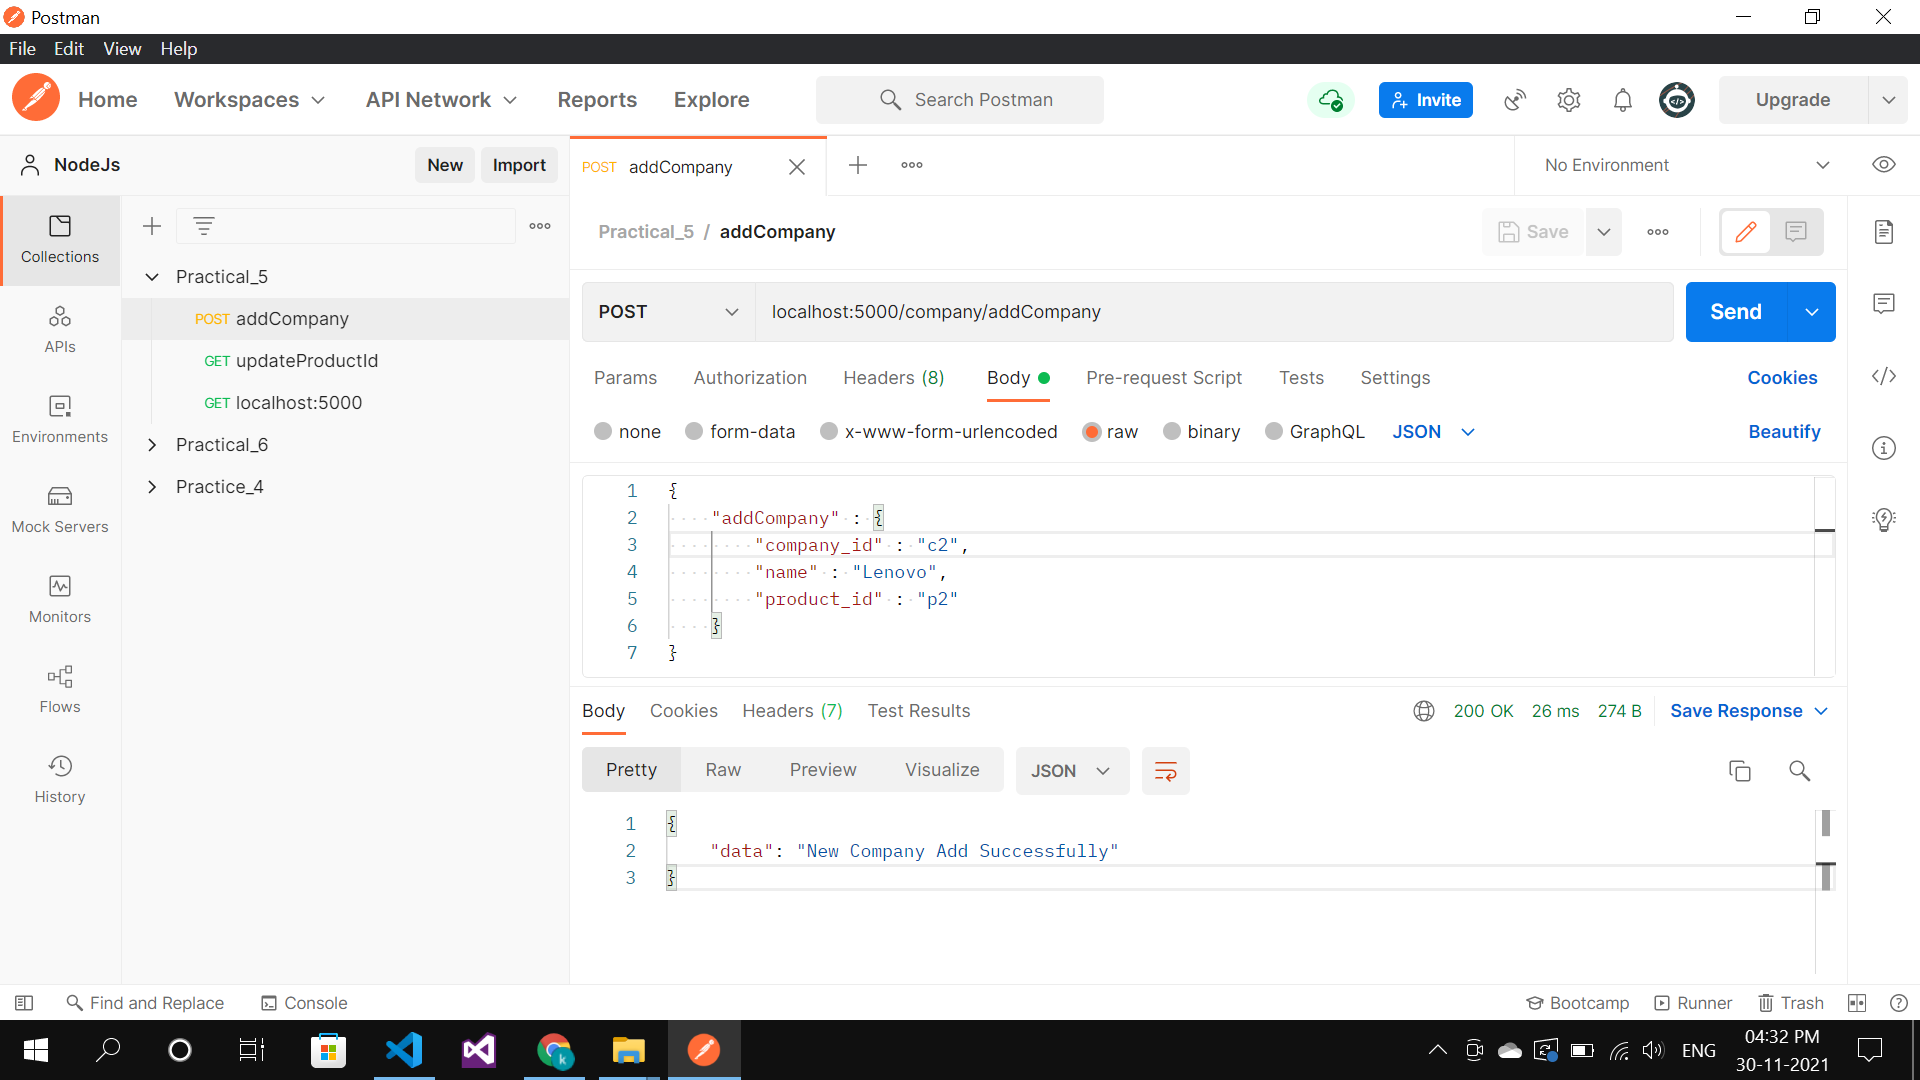 Postman
File Edit View Help
Home Workspaces API Network Reports Explore Search Postman Invite Upgrade
NodeJs New Import POST addCompany No Environment
Collections
APIs
Environments
Mock Servers
Monitors
Flows
History
Practical_5
POST addCompany
GET updateProductId
GET localhost:5000
Practical_6
Practice_4
Practical_5 / addCompany Save
POST localhost:5000/company/addCompany Send
Params Authorization Headers (8) Body Pre-request Script Tests Settings Cookies
none form-data x-www-form-urlencoded raw binary GraphQL JSON Beautify
1 {
2 "addCompany" : {
3 "company_id" : "c2",
4 "name" : "Lenovo",
5 "product_id" : "p2"
6 }
7 }
Body Cookies Headers (7) Test Results 200 OK 26 ms 274 B Save Response
Pretty Raw Preview Visualize JSON
1 {
2 "data": "New Company Add Successfully"
3 }
Find and Replace Console Bootcamp Runner Trash
k
ENG
04:32 PM
30-11-2021